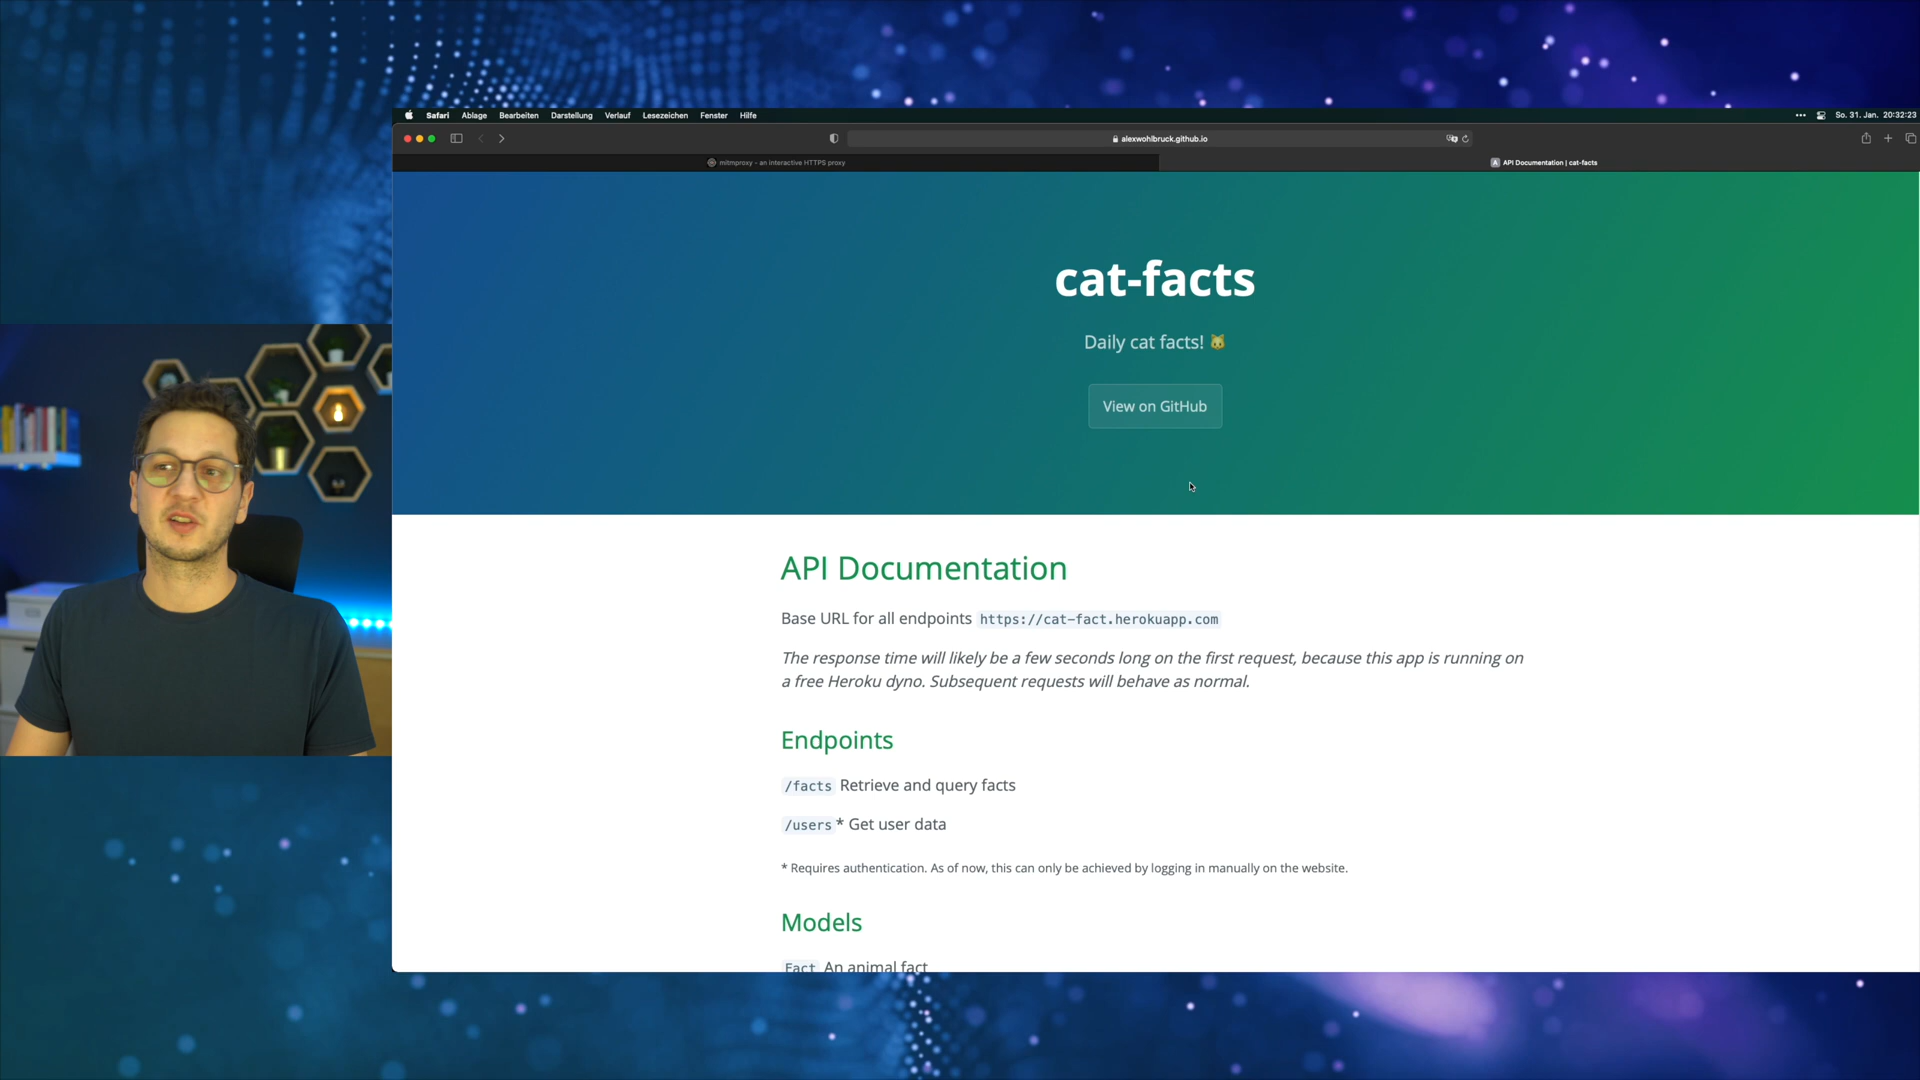 Safari Ablage Bearbeiten Darstellung Verlauf Lesezeichen Fenster Hilfe
So. 31. Jan. 20:32:23
alexwohlbruck.github.io
mitmproxy - an interactive HTTPS proxy
A API Documentation | cat-facts
cat-facts
Daily cat facts! 🐱
View on GitHub
API Documentation
Base URL for all endpoints https://cat-fact.herokuapp.com
The response time will likely be a few seconds long on the first request, because this app is running on
a free Heroku dyno. Subsequent requests will behave as normal.
Endpoints
/facts Retrieve and query facts
/users * Get user data
* Requires authentication. As of now, this can only be achieved by logging in manually on the website.
Models
Fact An animal fact